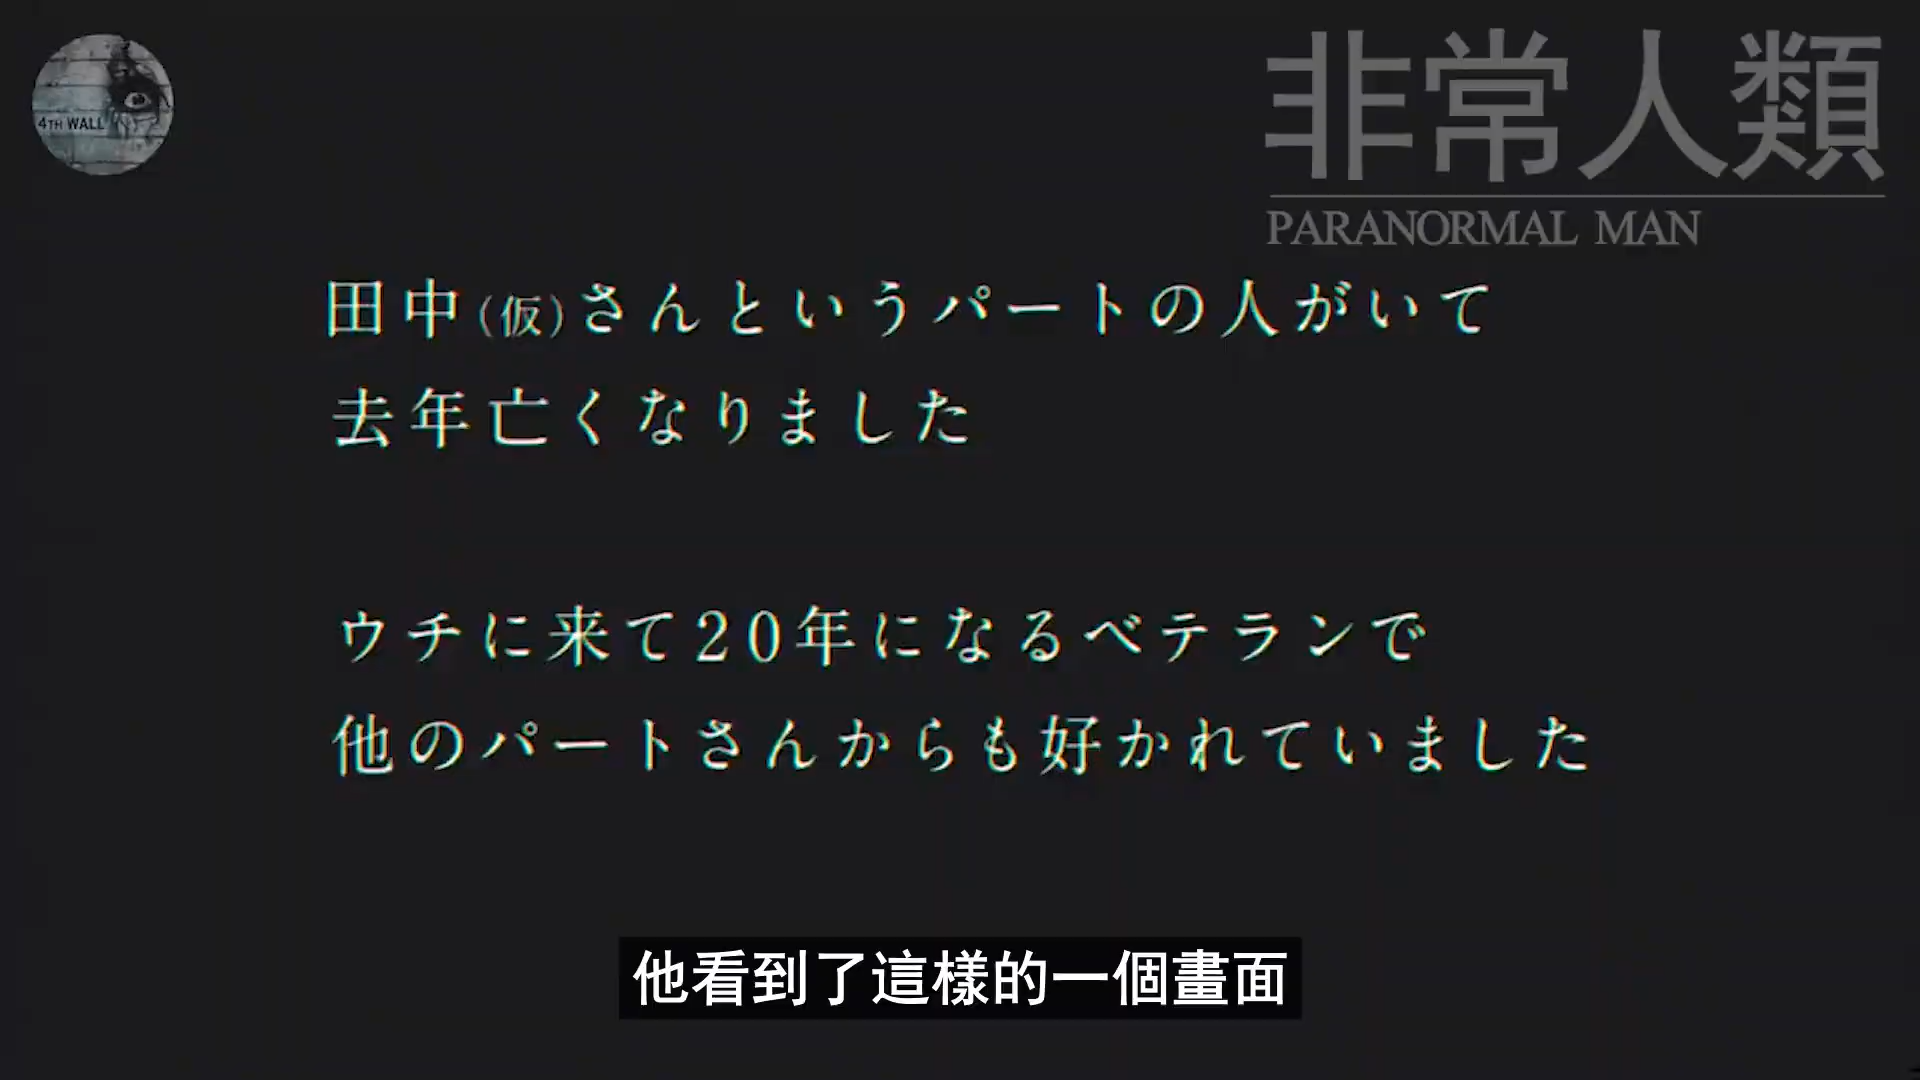 4TH WALL
非常人類
PARANORMAL MAN
田中(仮)さんというパートの人がいて
去年亡くなりました
ウチに来て20年になるベテランで
他のパートさんからも好かれていました
他看到了這樣的一個畫面